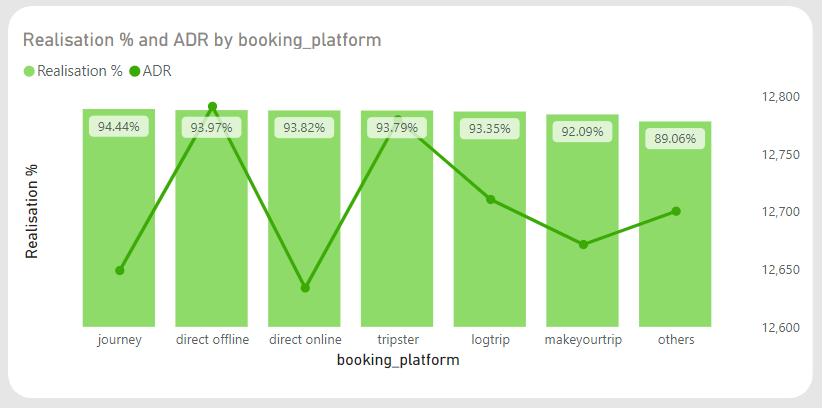 Realisation % and ADR by booking_platform
Realisation % ADR
12,800
94.44% 93.97% 93.82% 93.79% 93.35% 92.09% 89.06%
12,750
12,700
12,650
12,600
Realisation %
journey direct offline direct online tripster logtrip makeyourtrip others
booking_platform